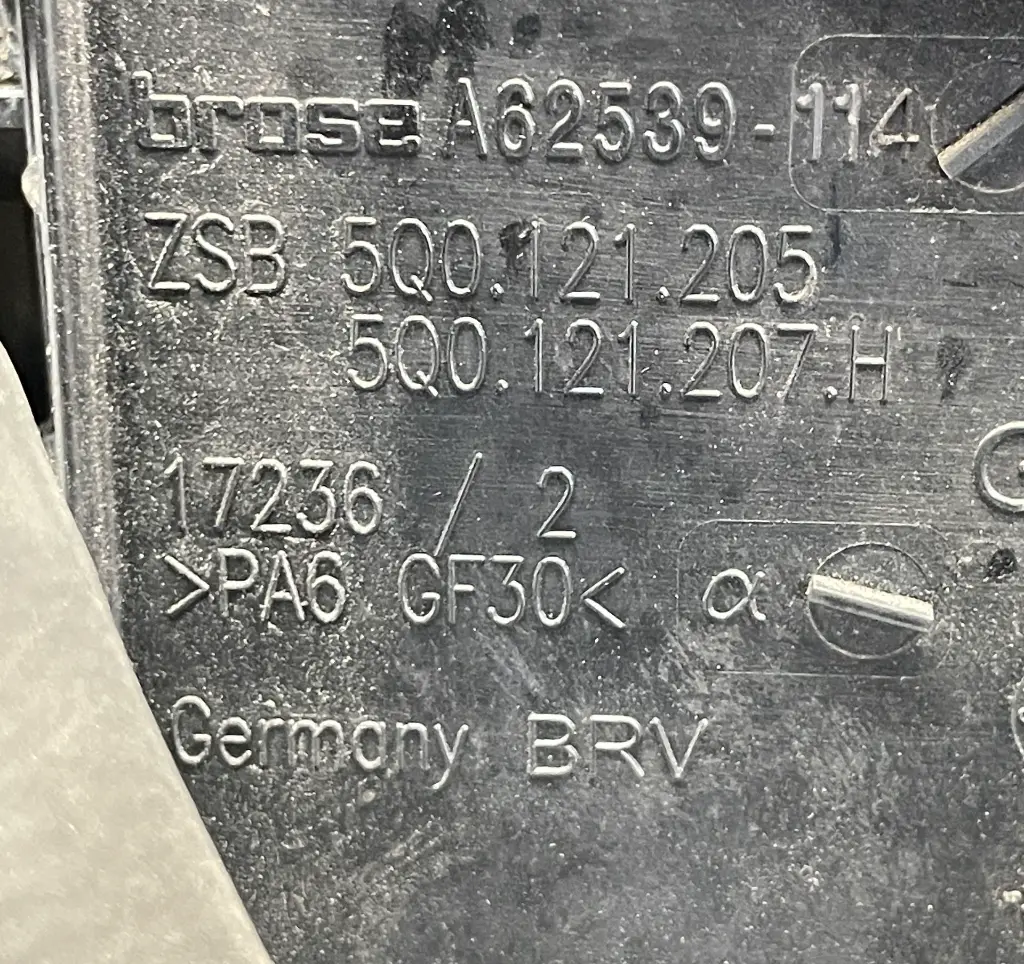 brose A62539-114
ZSB 5Q0.121.205
5Q0.121.207.H
17236 / 2
>PA6 GF30< α
Germany BRV